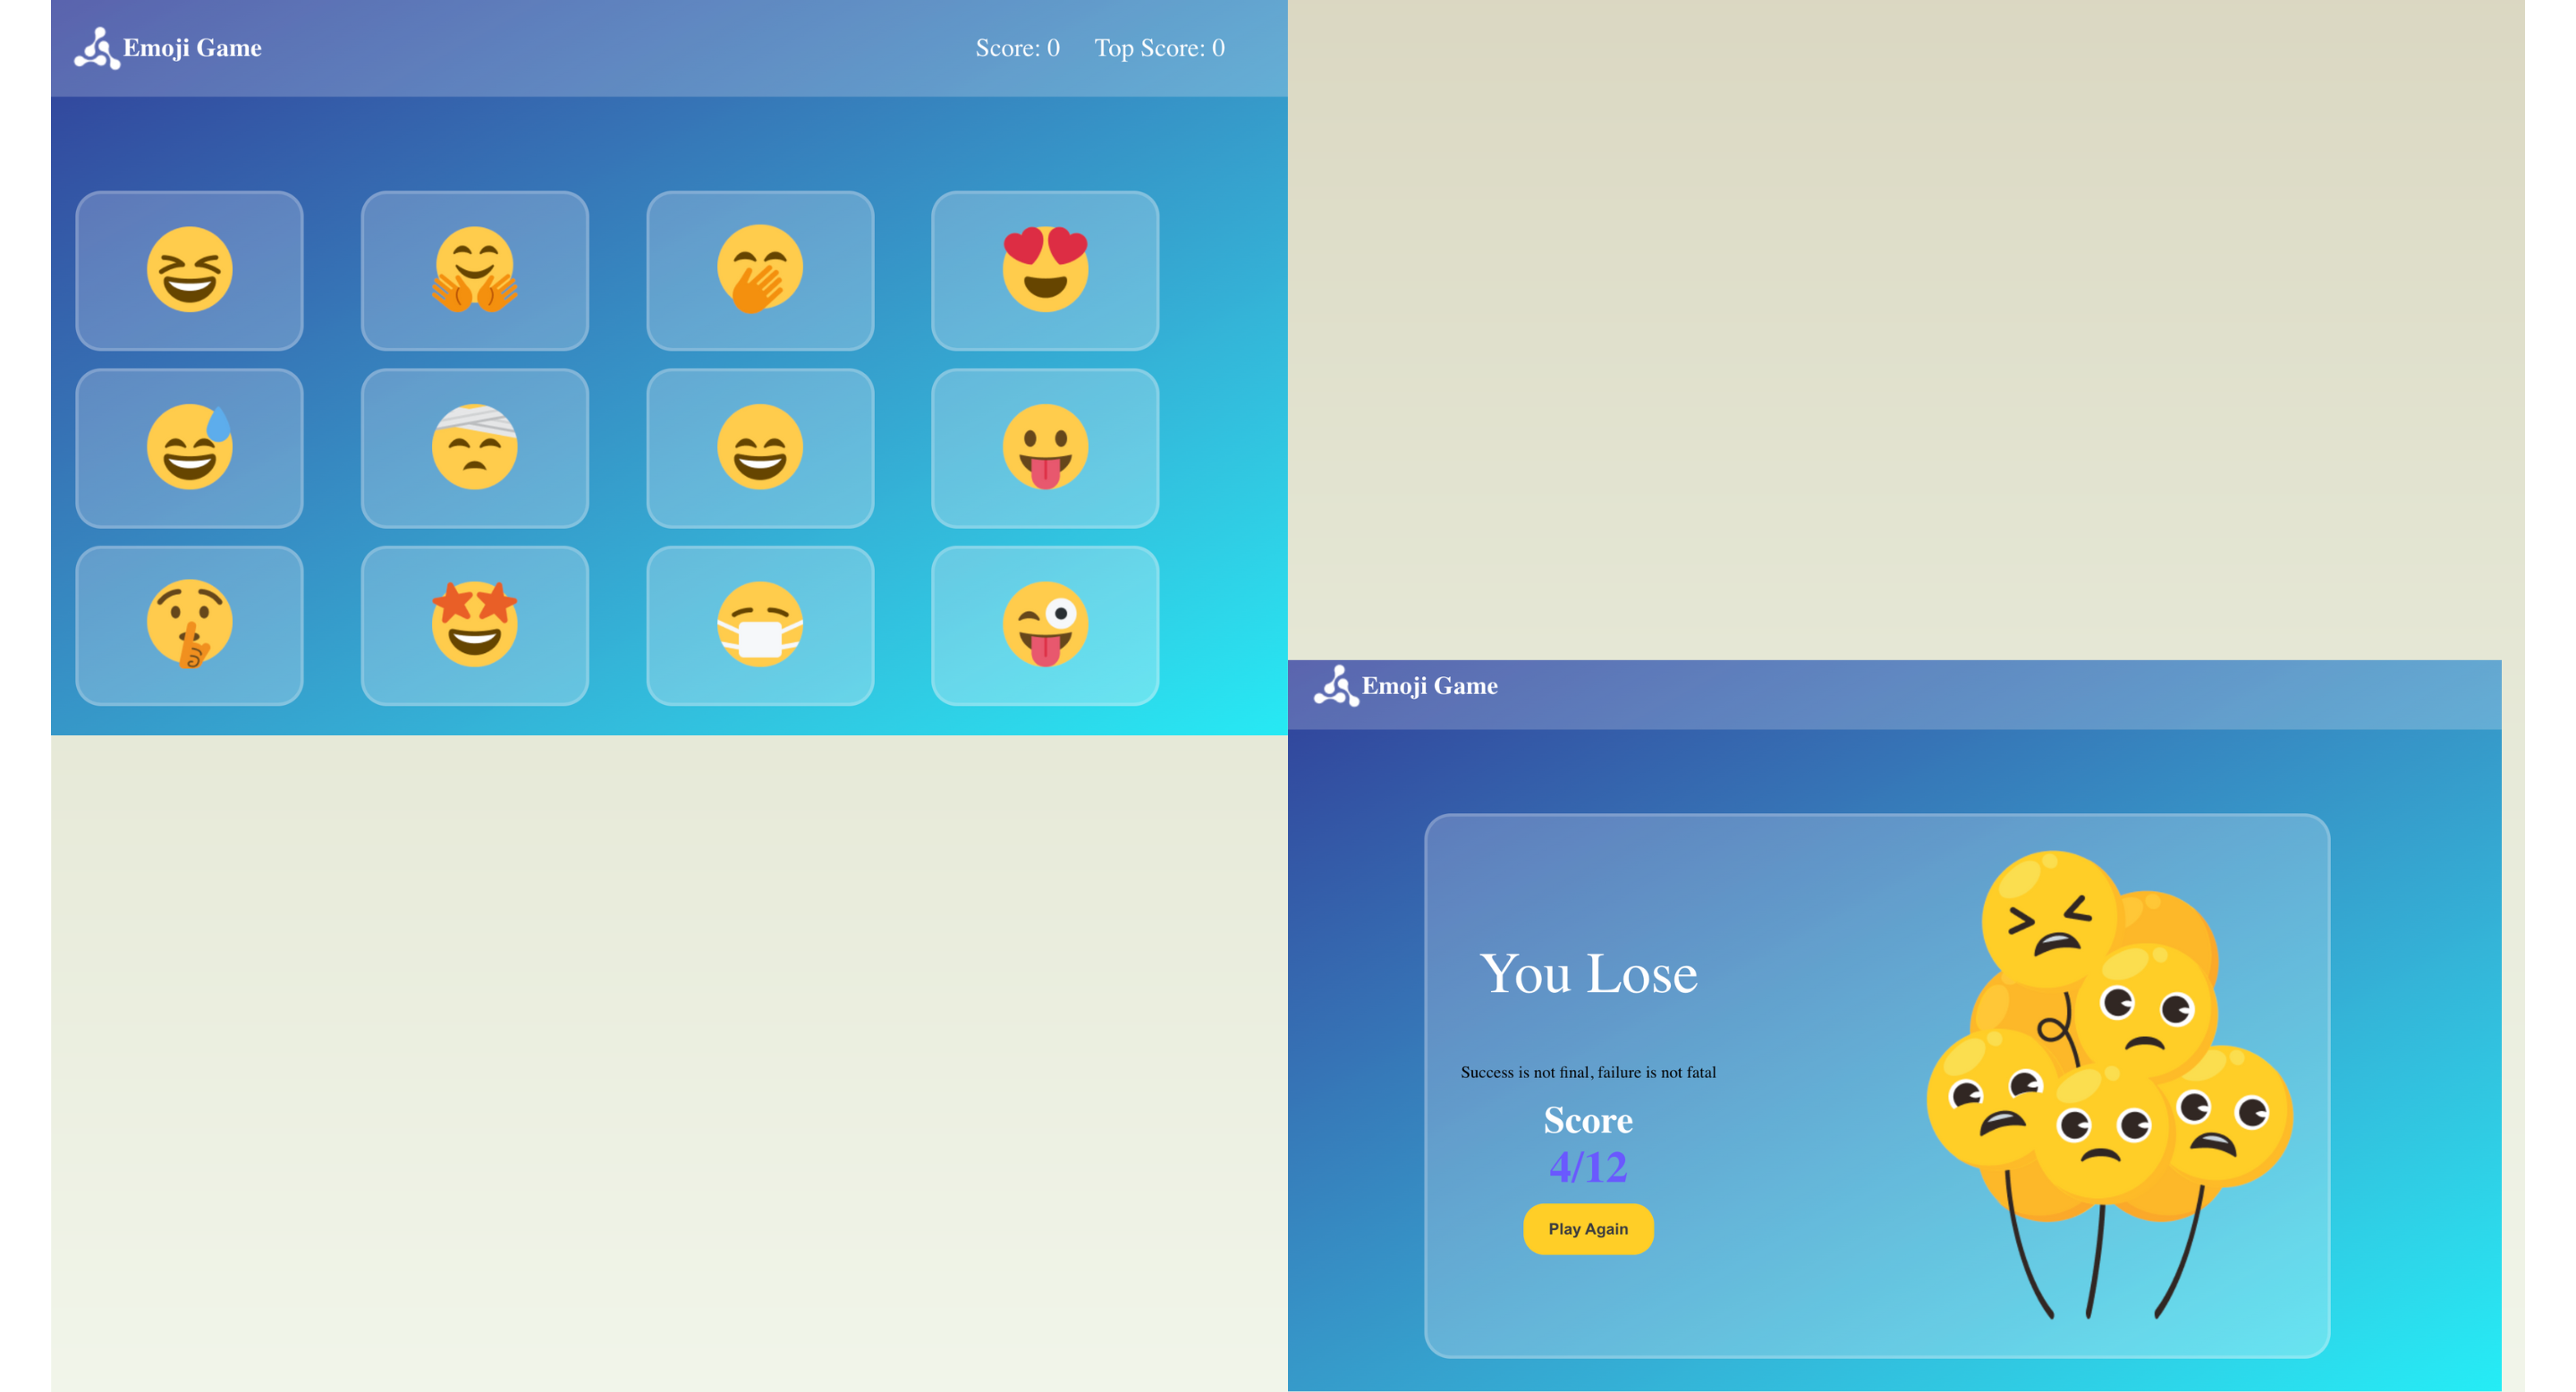 Emoji Game
Score: 0 Top Score: 0
Emoji Game
You Lose
Success is not final, failure is not fatal
Score
4/12
Play Again